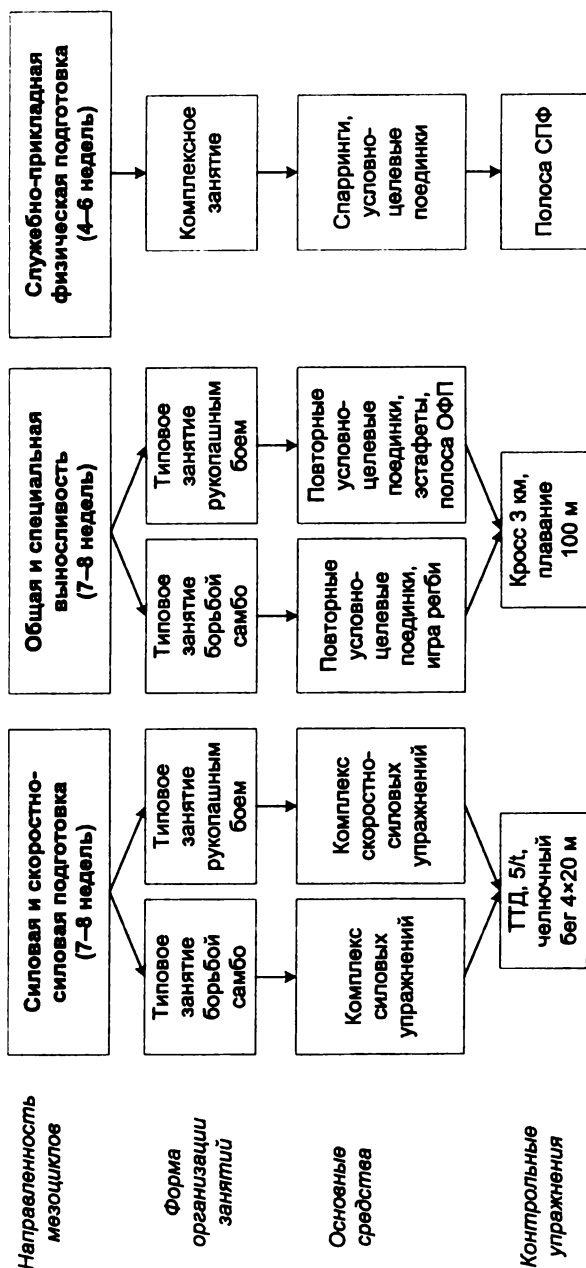 Направленность
мезоциклов
Силовая и скоростно-
силовая подготовка
(7–8 недель)
Общая и специальная
выносливость
(7–8 недель)
Служебно-прикладная
физическая подготовка
(4–6 недель)
Форма
организации
занятий
Типовое
занятие
борьбой
самбо
Типовое
занятие
рукопашным
боем
Типовое
занятие
борьбой
самбо
Типовое
занятие
рукопашным
боем
Комплексное
занятие
Основные
средства
Комплекс
силовых
упражнений
Комплекс
скоростно-
силовых
упражнений
Повторные
условно-
целевые
поединки,
игра регби
Повторные
условно-
целевые
поединки,
эстафеты,
полоса ОФП
Спарринги,
условно-
целевые
поединки
Контрольные
упражнения
ТТД, 5/t,
челночный
бег 4×20 м
Кросс 3 км,
плавание
100 м
Полоса СПФ